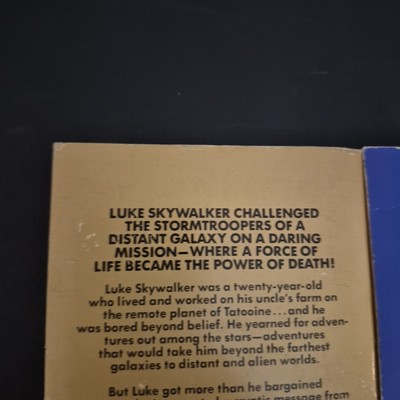 LUKE SKYWALKER CHALLENGED
THE STORMTROOPERS OF A
DISTANT GALAXY ON A DARING
MISSION—WHERE A FORCE OF
LIFE BECAME THE POWER OF DEATH!
Luke Skywalker was a twenty-year-old
who lived and worked on his uncle's farm on
the remote planet of Tatooine...and he
was bored beyond belief. He yearned for adven-
tures out among the stars—adventures
that would take him beyond the farthest
galaxies to distant and alien worlds.
But Luke got more than he bargained
cryptic message from